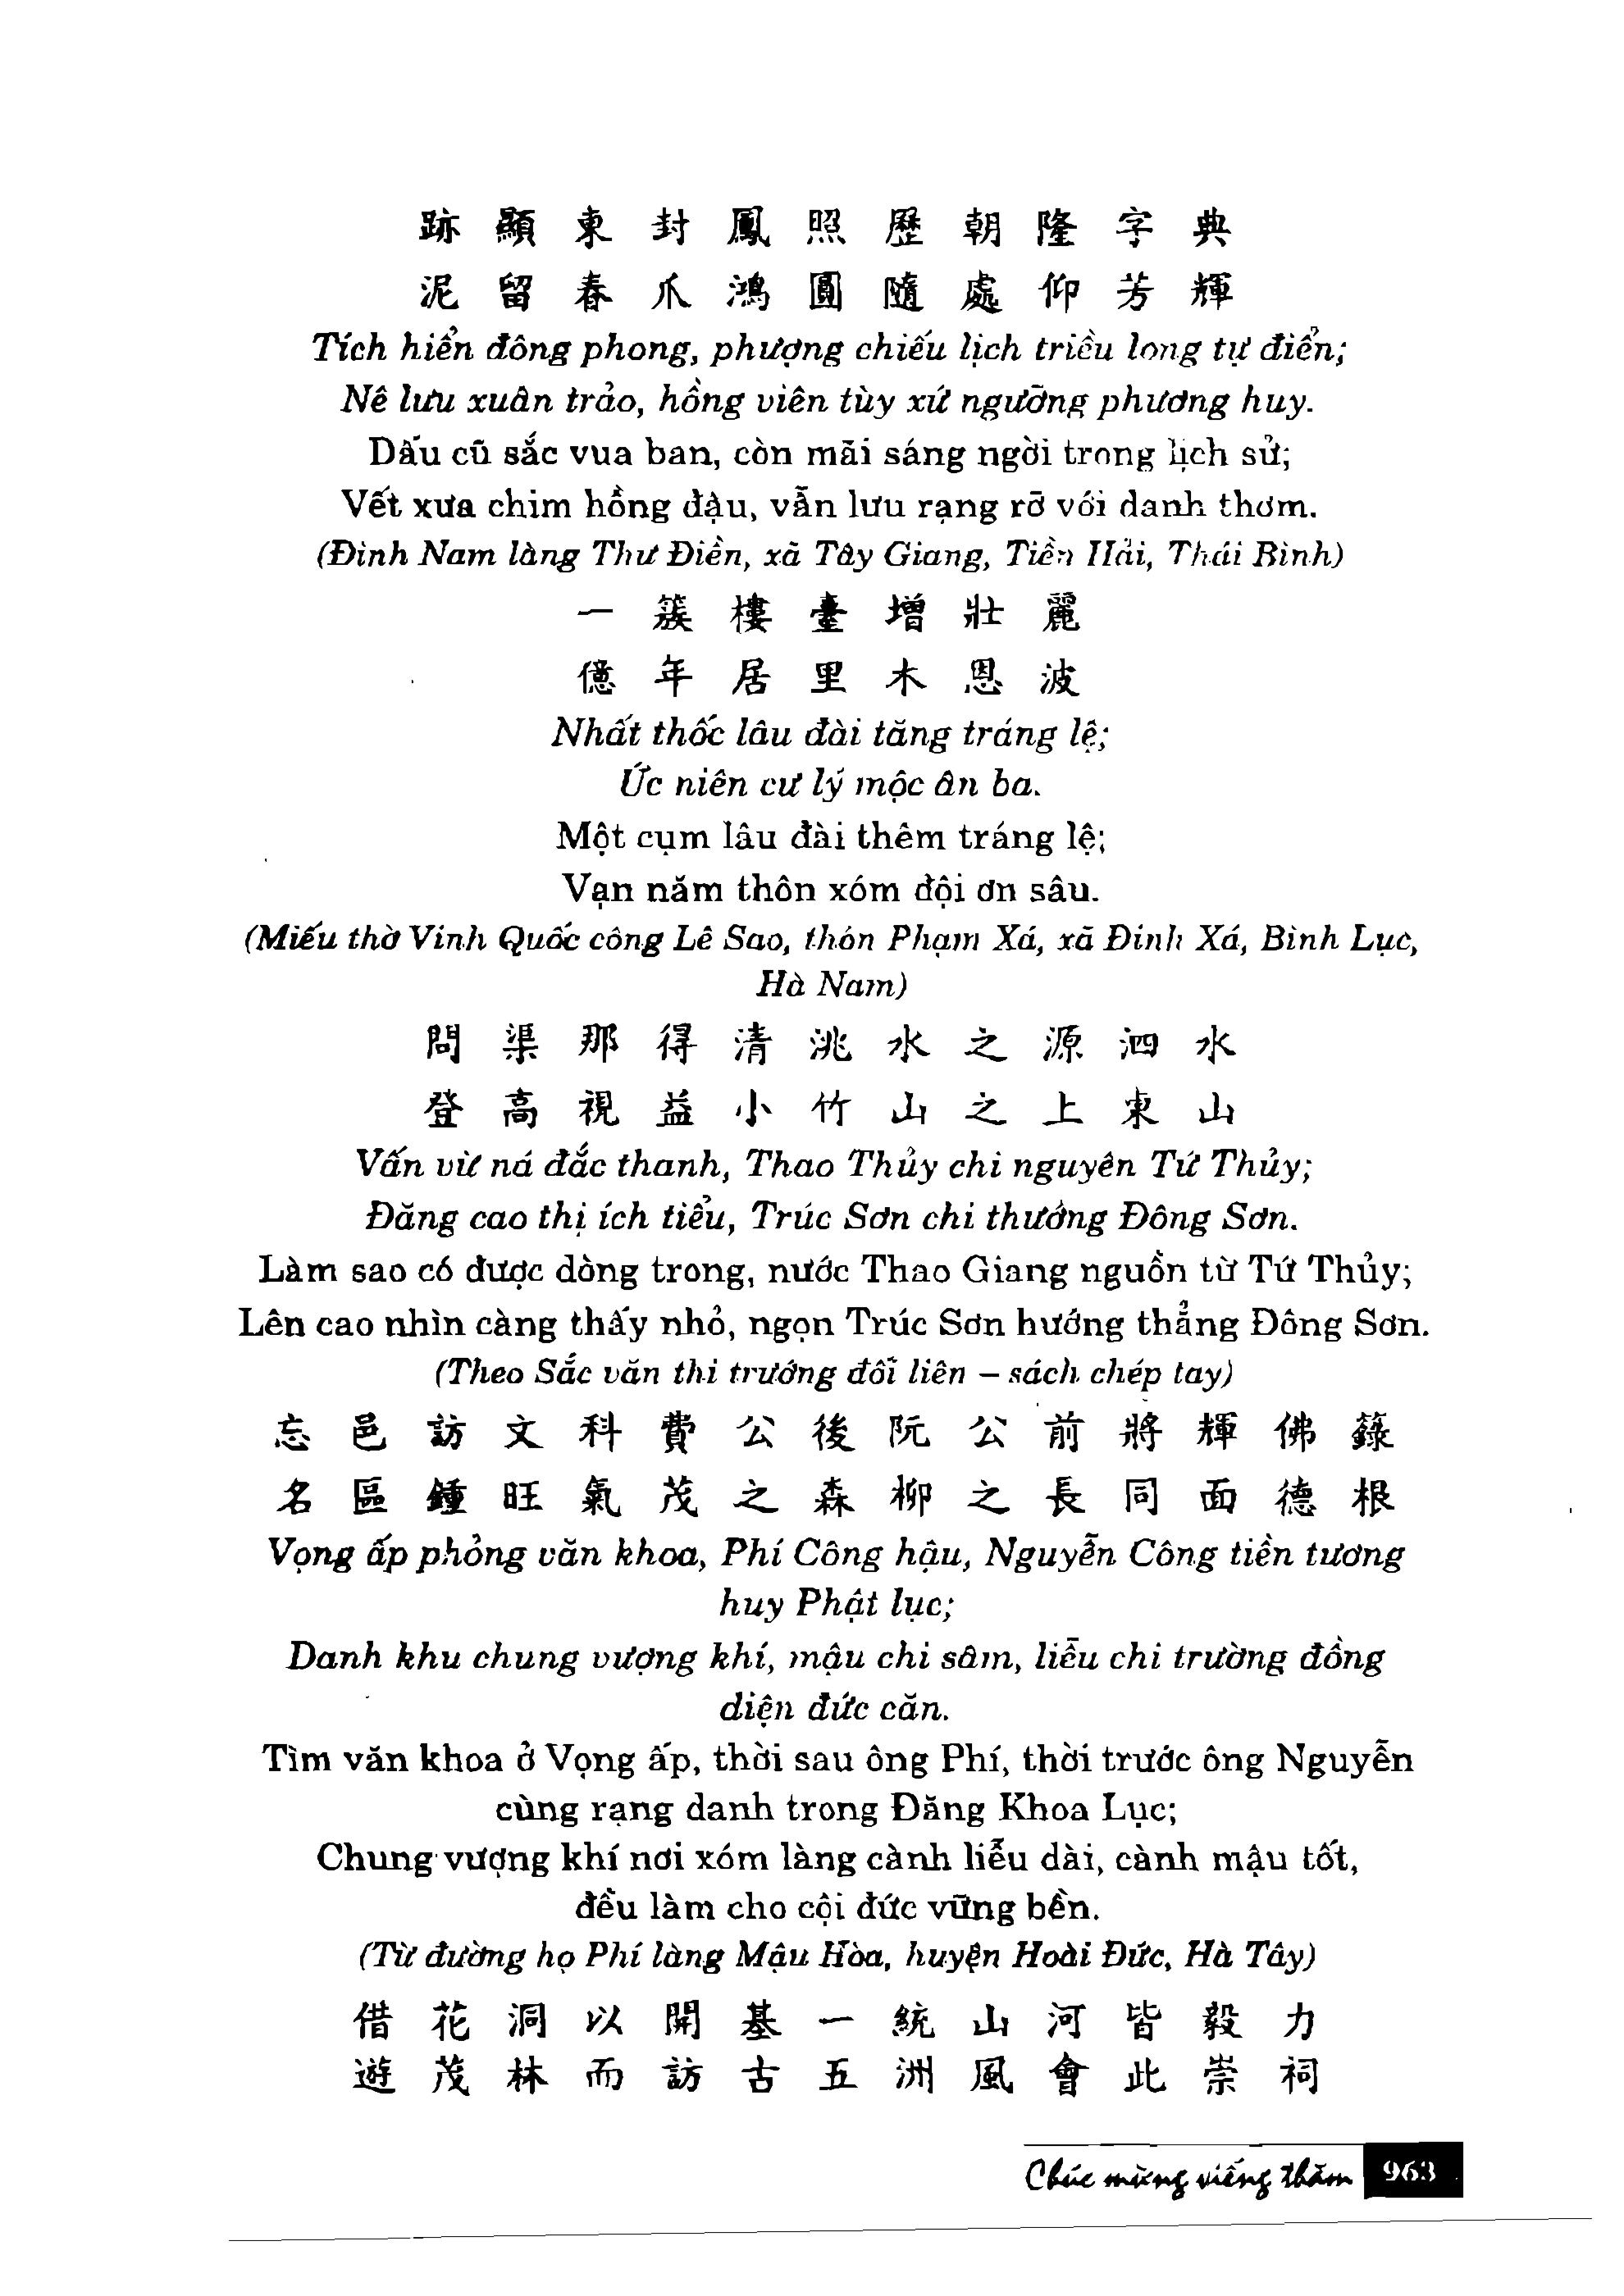 跡顯東封鳳照歷朝隆字典
泥留春爪鴻圓隨處仰芳輝
Tích hiển đông phong, phượng chiếu lịch triều long tự điển;
Nê lưu xuân trảo, hồng viên tùy xứ ngưỡng phương huy.
Dấu cũ sắc vua ban, còn mãi sáng ngời trong lịch sử;
Vết xưa chim hồng đậu, vẫn lưu rạng rỡ với danh thơm.
(Đình Nam làng Thư Điền, xã Tây Giang, Tiền Hải, Thái Bình)
一簇樓臺增壯麗
億年居里木恩波
Nhất thốc lâu đài tăng tráng lệ;
Ức niên cư lý mộc ân ba.
Một cụm lâu đài thêm tráng lệ;
Vạn năm thôn xóm đội ơn sâu.
(Miếu thờ Vinh Quốc công Lê Sao, thôn Phạm Xá, xã Đinh Xá, Bình Lục,
Hà Nam)
問渠那得清洮水之源泗水
登高視益小竹山之上東山
Vấn vừ ná đắc thanh, Thao Thủy chi nguyên Tứ Thủy;
Đăng cao thị ích tiểu, Trúc Sơn chi thướng Đông Sơn.
Làm sao có được dòng trong, nước Thao Giang nguồn từ Tứ Thủy;
Lên cao nhìn càng thấy nhỏ, ngọn Trúc Sơn hướng thẳng Đông Sơn.
(Theo Sắc văn thi trướng đối liên – sách chép tay)
忘邑訪文科費公後阮公前將輝佛籙
名區鍾旺氣茂之森柳之長同面德根
Vọng ấp phỏng văn khoa, Phí Công hậu, Nguyễn Công tiền tương
huy Phật lục;
Danh khu chung vượng khí, mậu chi sâm, liễu chi trường đồng
diện đức căn.
Tìm văn khoa ở Vọng ấp, thời sau ông Phí, thời trước ông Nguyễn
cùng rạng danh trong Đăng Khoa Lục;
Chung vượng khí nơi xóm làng cành liễu dài, cành mậu tốt,
đều làm cho cội đức vững bền.
(Từ đường họ Phí làng Mậu Hòa, huyện Hoài Đức, Hà Tây)
借花洞以開基一統山河皆毅力
遊茂林而訪古五洲風會此崇祠
Chúc mừng viếng thăm 963